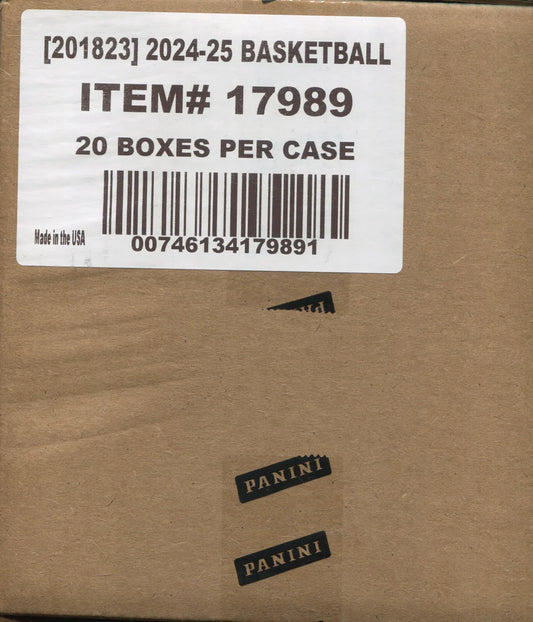 [201823] 2024-25 BASKETBALL
ITEM# 17989
20 BOXES PER CASE
Made in the USA
00746134179891
PANINI
PANINI